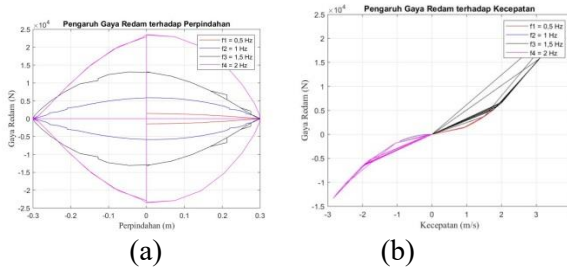 Pengaruh Gaya Redam terhadap Perpindahan
×10⁴
2.5
2
1.5
1
0.5
0
-0.5
-1
-1.5
-2
-2.5
Gaya Redam (N)
-0.3 -0.2 -0.1 0 0.1 0.2 0.3
Perpindahan (m)
f1 = 0,5 Hz
f2 = 1 Hz
f3 = 1,5 Hz
f4 = 2 Hz
(a)
Pengaruh Gaya Redam terhadap Kecepatan
×10⁴
2.5
2
1.5
1
0.5
0
-0.5
-1
-1.5
Gaya Redam (N)
-3 -2 -1 0 1 2 3
Kecepatan (m/s)
f1 = 0,5 Hz
f2 = 1 Hz
f3 = 1,5 Hz
f4 = 2 Hz
(b)